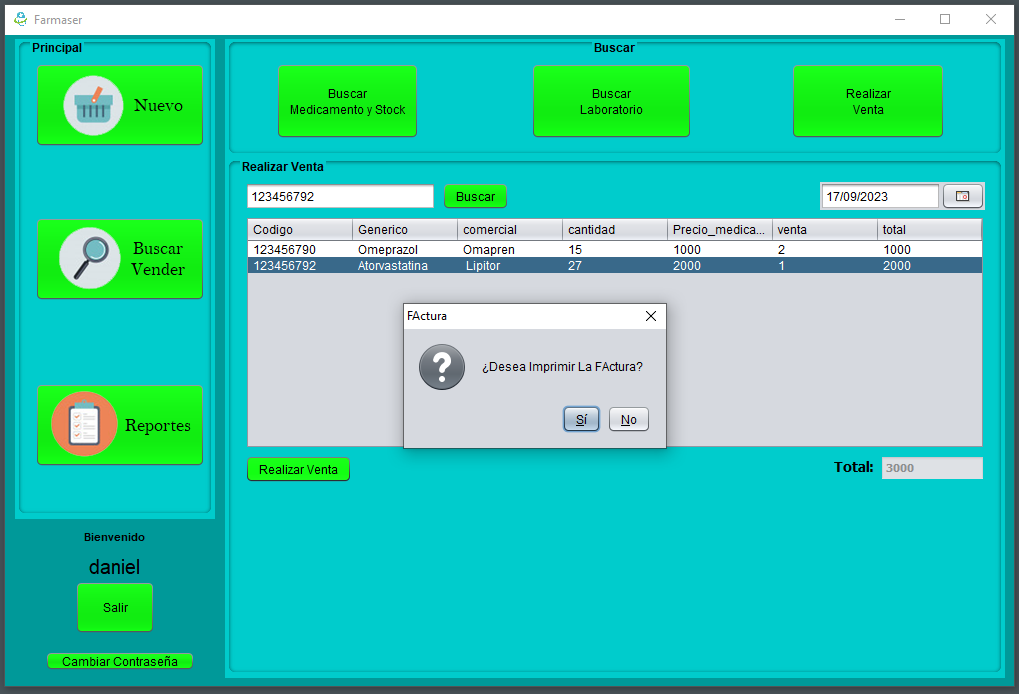 Farmaser
Principal
Nuevo
Buscar
Vender
Reportes
Bienvenido
daniel
Salir
Cambiar Contraseña
Buscar
Buscar
Medicamento y Stock
Buscar
Laboratorio
Realizar
Venta
Realizar Venta
123456792 Buscar 17/09/2023
Codigo Generico comercial cantidad Precio_medica... venta total
123456790 Omeprazol Omapren 15 1000 2 1000
123456792 Atorvastatina Lipitor 27 2000 1 2000
FActura
¿Desea Imprimir La FActura?
Sí No
Realizar Venta Total: 3000